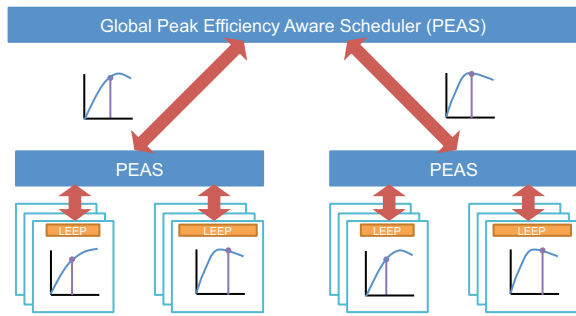 Global Peak Efficiency Aware Scheduler (PEAS)
PEAS
PEAS
LEEP
LEEP
LEEP
LEEP